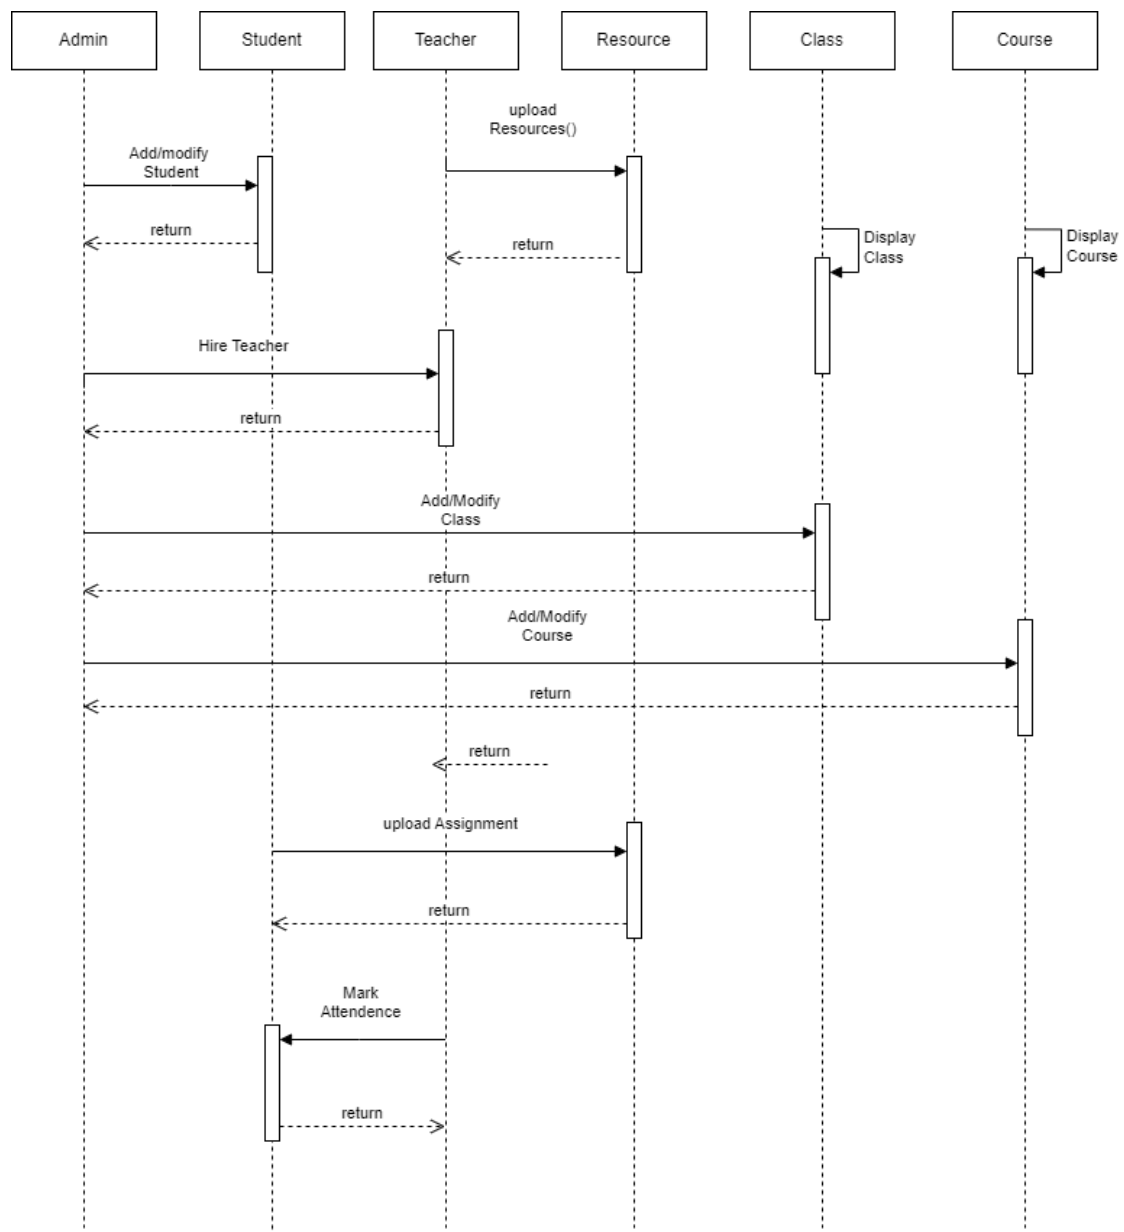 Admin
Student
Teacher
Resource
Class
Course
upload
Resources()
Add/modify
Student
return
return
Display
Class
Display
Course
Hire Teacher
return
Add/Modify
Class
return
Add/Modify
Course
return
return
upload Assignment
return
Mark
Attendence
return